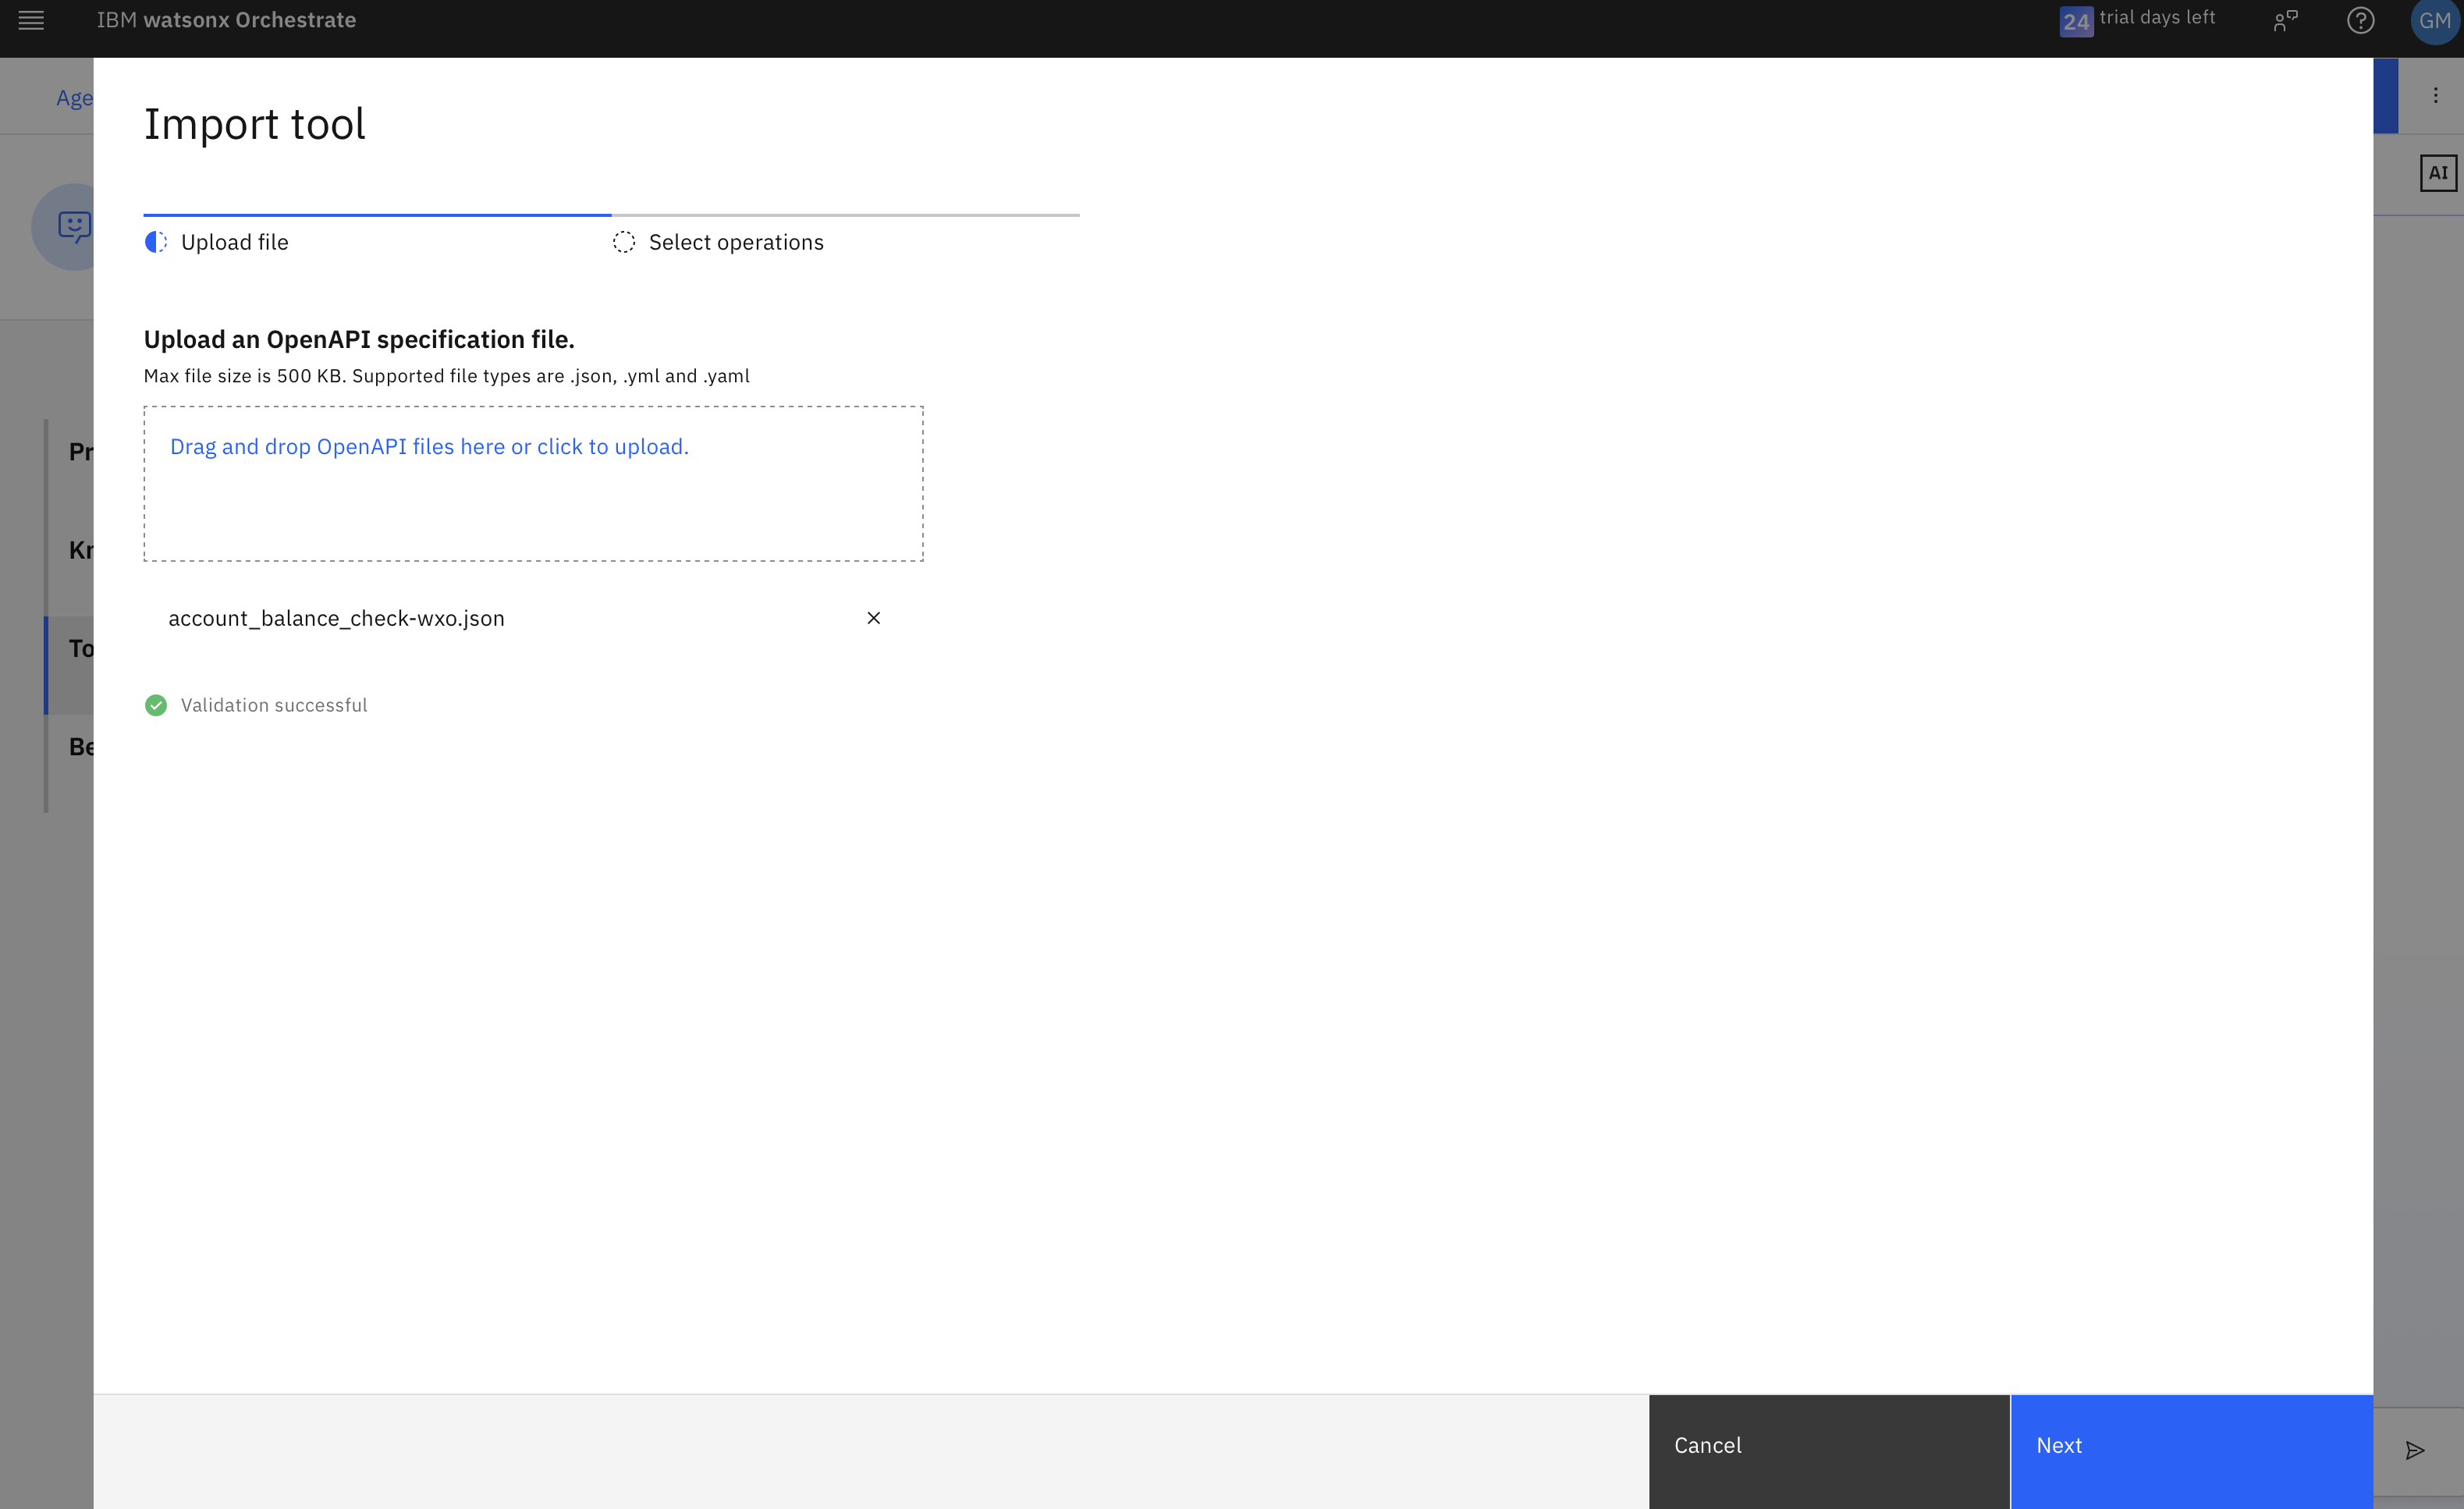 IBM watsonx Orchestrate
24 trial days left
GM
Age
AI
Import tool
Upload file
Select operations
Upload an OpenAPI specification file.
Max file size is 500 KB. Supported file types are .json, .yml and .yaml
Drag and drop OpenAPI files here or click to upload.
Pr
Kn
account_balance_check-wxo.json
To
Validation successful
Be
Cancel
Next